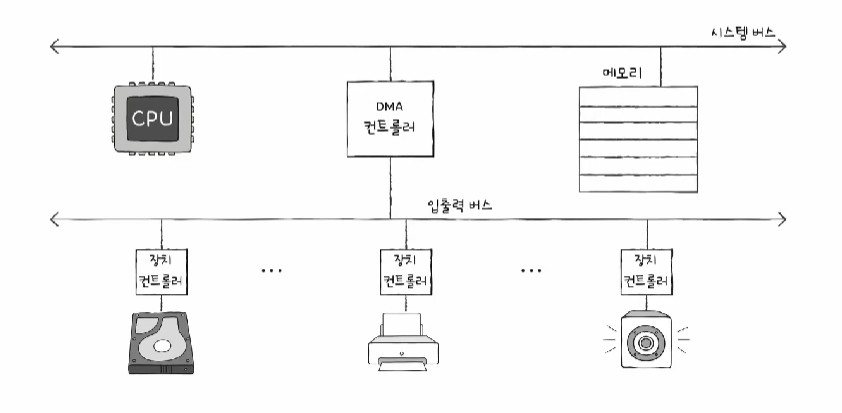 시스템 버스
CPU
DMA
컨트롤러
메모리
입출력 버스
장치
컨트롤러
...
장치
컨트롤러
...
장치
컨트롤러